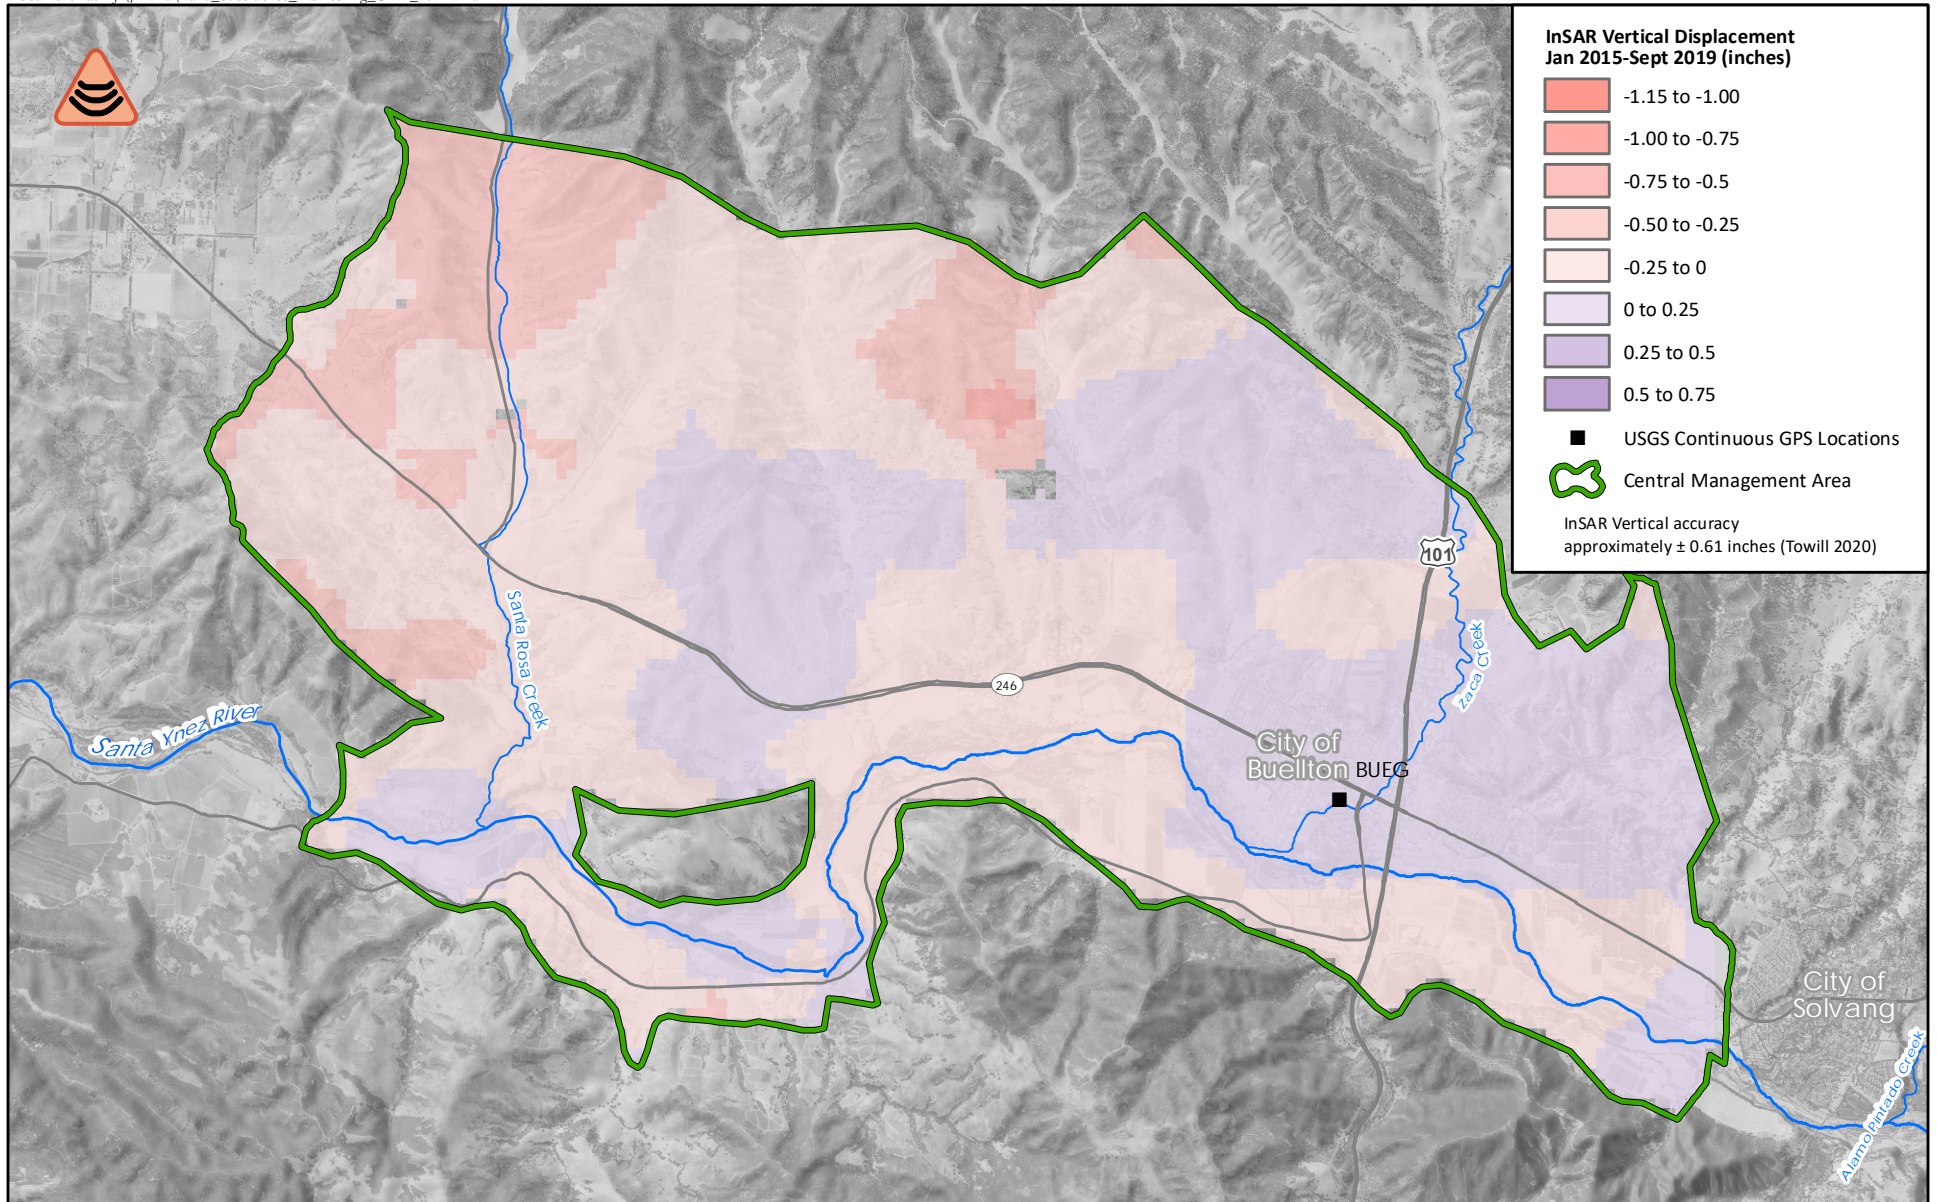 InSAR Vertical Displacement
Jan 2015-Sept 2019 (inches)
-1.15 to -1.00
-1.00 to -0.75
-0.75 to -0.5
-0.50 to -0.25
-0.25 to 0
0 to 0.25
0.25 to 0.5
0.5 to 0.75
USGS Continuous GPS Locations
Central Management Area
InSAR Vertical accuracy
approximately ± 0.61 inches (Towill 2020)
101
Santa Rosa Creek
Zaca Creek
246
Santa Ynez River
City of
Buellton
BUEG
City of
Solvang
Alamo Pintado Creek